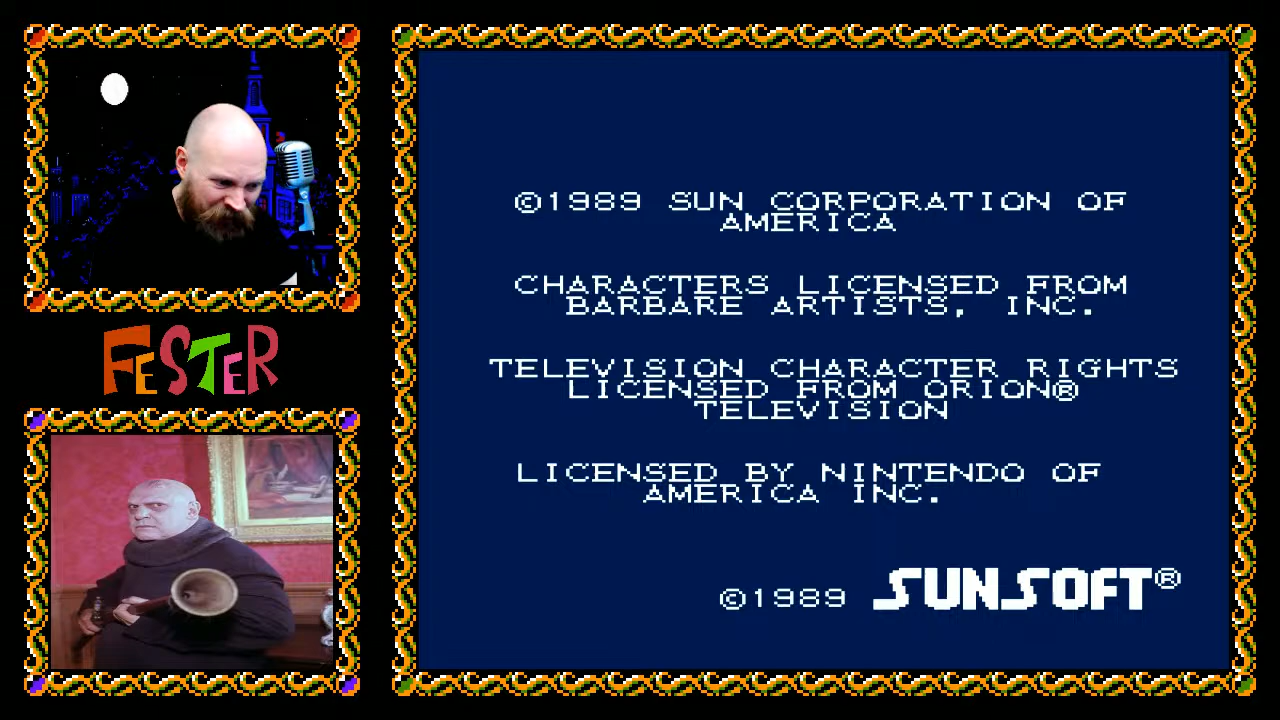 FESTER
©1989 SUN CORPORATION OF
AMERICA
CHARACTERS LICENSED FROM
BARBARE ARTISTS, INC.
TELEVISION CHARACTER RIGHTS
LICENSED FROM ORION®
TELEVISION
LICENSED BY NINTENDO OF
AMERICA INC.
©1989 SUNSOFT®